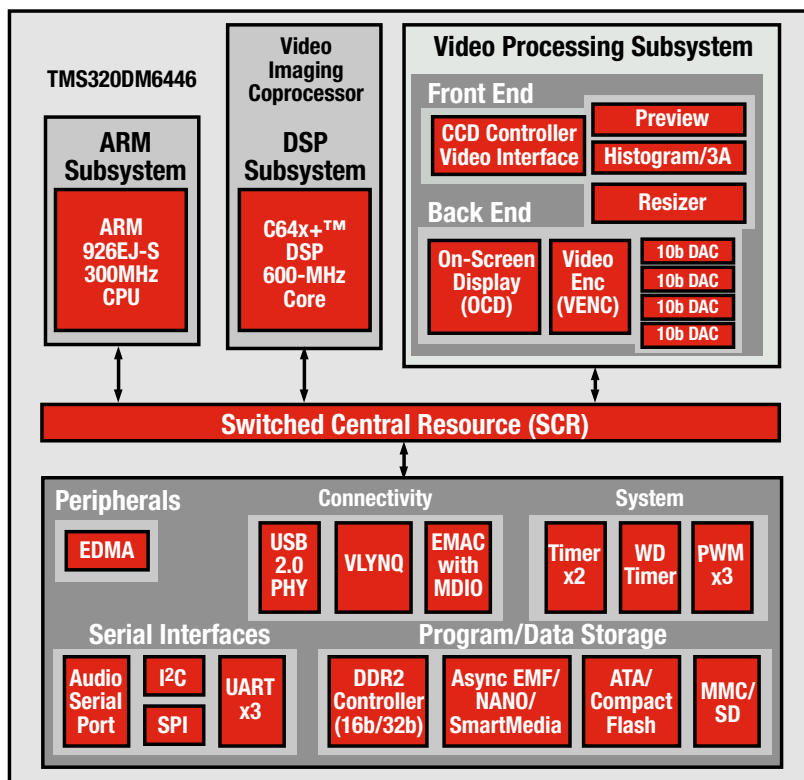 TMS320DM6446
ARM
Subsystem
ARM
926EJ-S
300MHz
CPU
Video
Imaging
Coprocessor
DSP
Subsystem
C64x+™
DSP
600-MHz
Core
Video Processing Subsystem
Front End
CCD Controller
Video Interface
Preview
Histogram/3A
Resizer
Back End
On-Screen
Display
(OCD)
Video
Enc
(VENC)
10b DAC
10b DAC
10b DAC
10b DAC
Switched Central Resource (SCR)
Peripherals
EDMA
Connectivity
USB
2.0
PHY
VLYNQ
EMAC
with
MDIO
System
Timer
x2
WD
Timer
PWM
x3
Serial Interfaces
Audio
Serial
Port
I²C
SPI
UART
x3
Program/Data Storage
DDR2
Controller
(16b/32b)
Async EMF/
NANO/
SmartMedia
ATA/
Compact
Flash
MMC/
SD